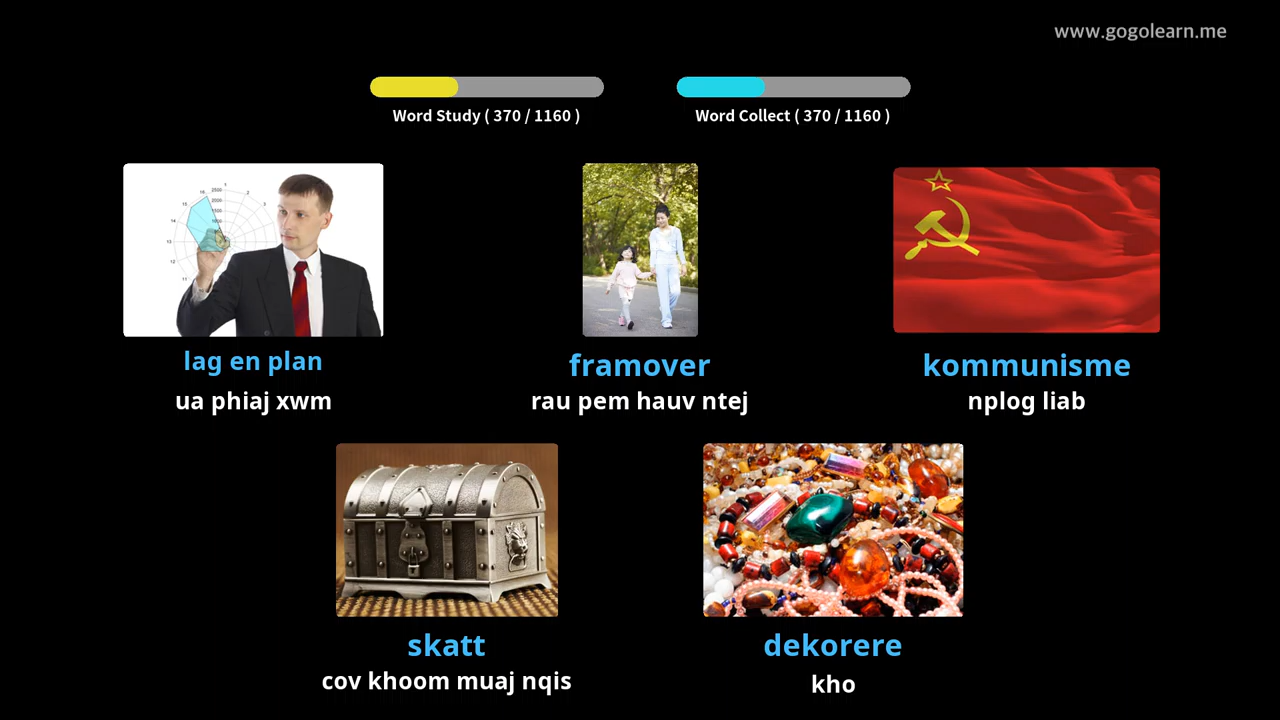 www.gogolearn.me
Word Study ( 370 / 1160 )
Word Collect ( 370 / 1160 )
lag en plan
ua phiaj xwm
framover
rau pem hauv ntej
kommunisme
nplog liab
skatt
cov khoom muaj nqis
dekorere
kho